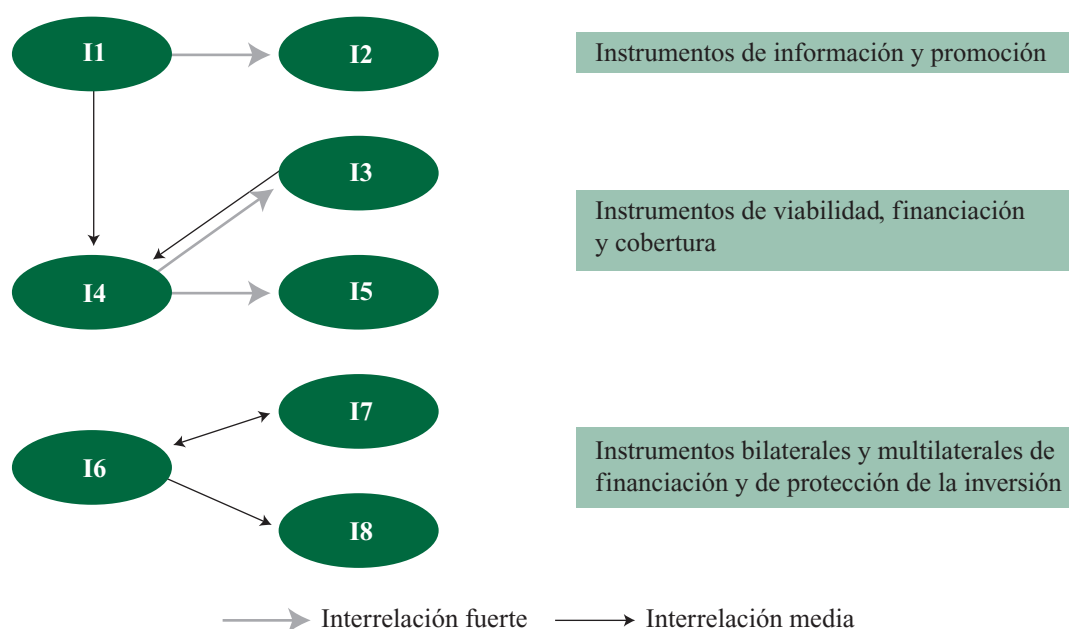 I1
I2
Instrumentos de información y promoción
I3
Instrumentos de viabilidad, financiación
y cobertura
I4
I5
I7
Instrumentos bilaterales y multilaterales de
financiación y de protección de la inversión
I6
I8
Interrelación fuerte
Interrelación media